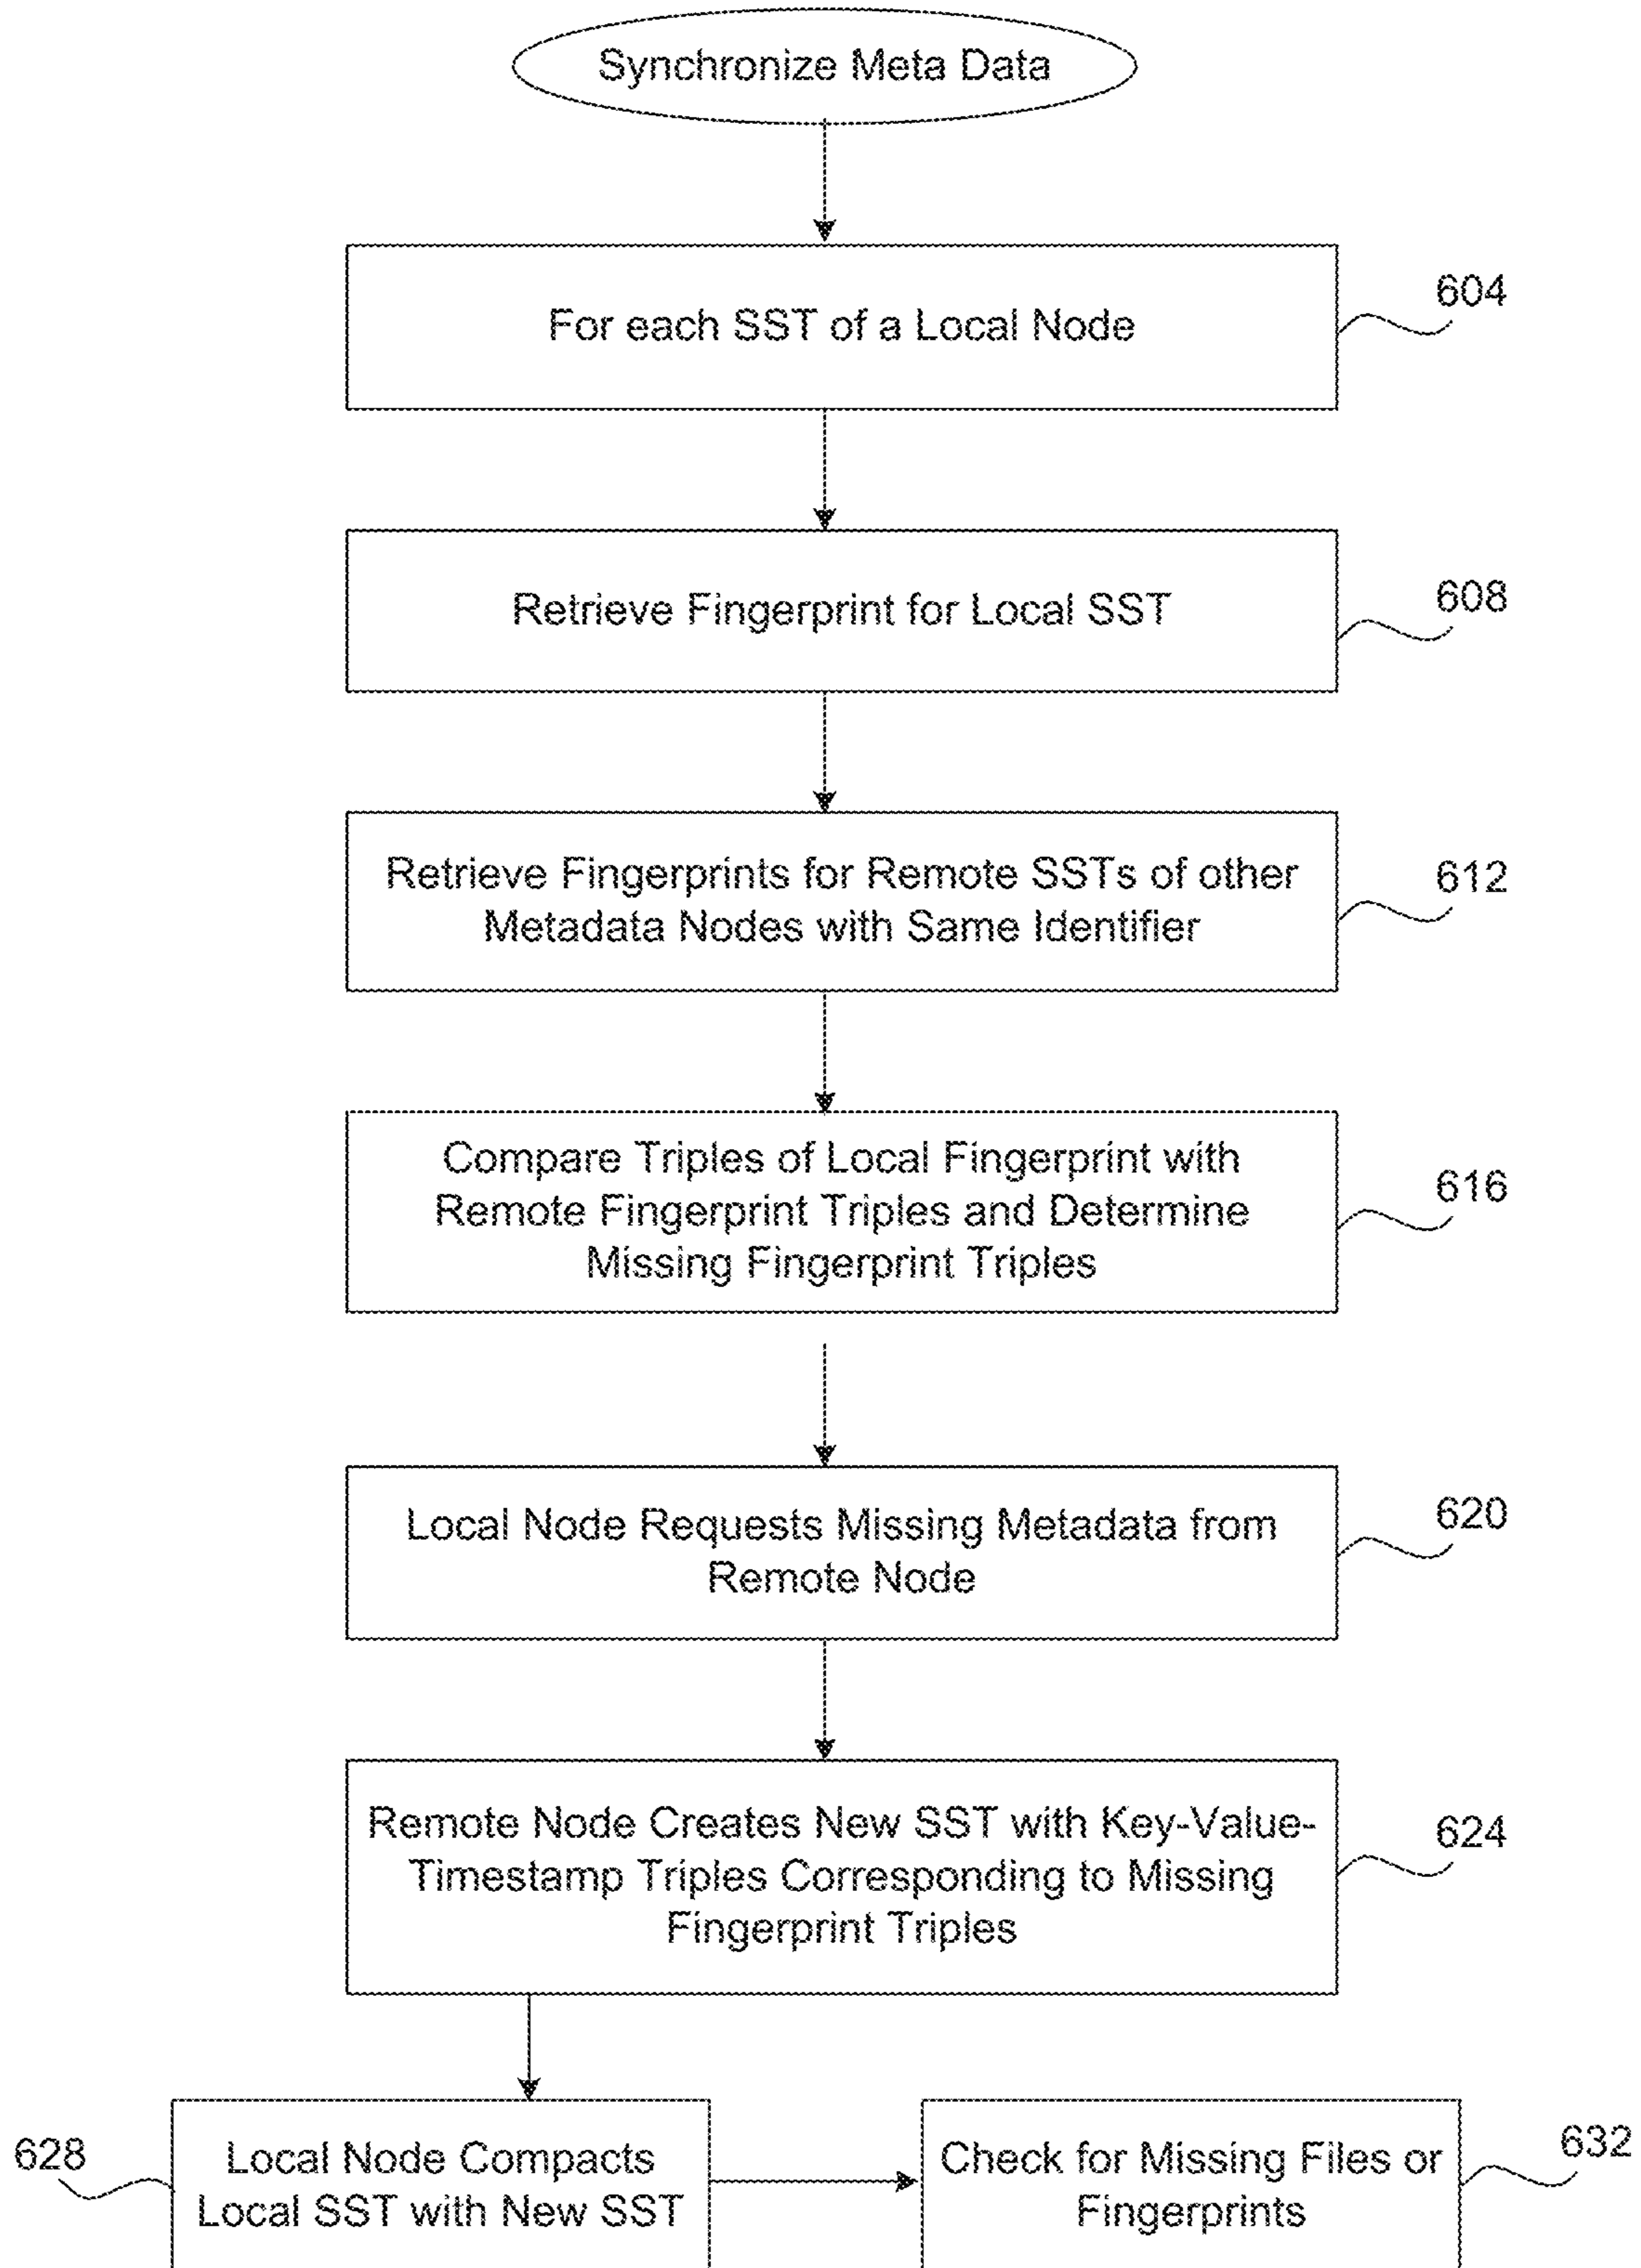 Synchronize Meta Data
For each SST of a Local Node
604
Retrieve Fingerprint for Local SST
608
Retrieve Fingerprints for Remote SSTs of other
Metadata Nodes with Same Identifier
612
Compare Triples of Local Fingerprint with
Remote Fingerprint Triples and Determine
Missing Fingerprint Triples
616
Local Node Requests Missing Metadata from
Remote Node
620
Remote Node Creates New SST with Key-Value-
Timestamp Triples Corresponding to Missing
Fingerprint Triples
624
628
Local Node Compacts
Local SST with New SST
Check for Missing Files or
Fingerprints
632